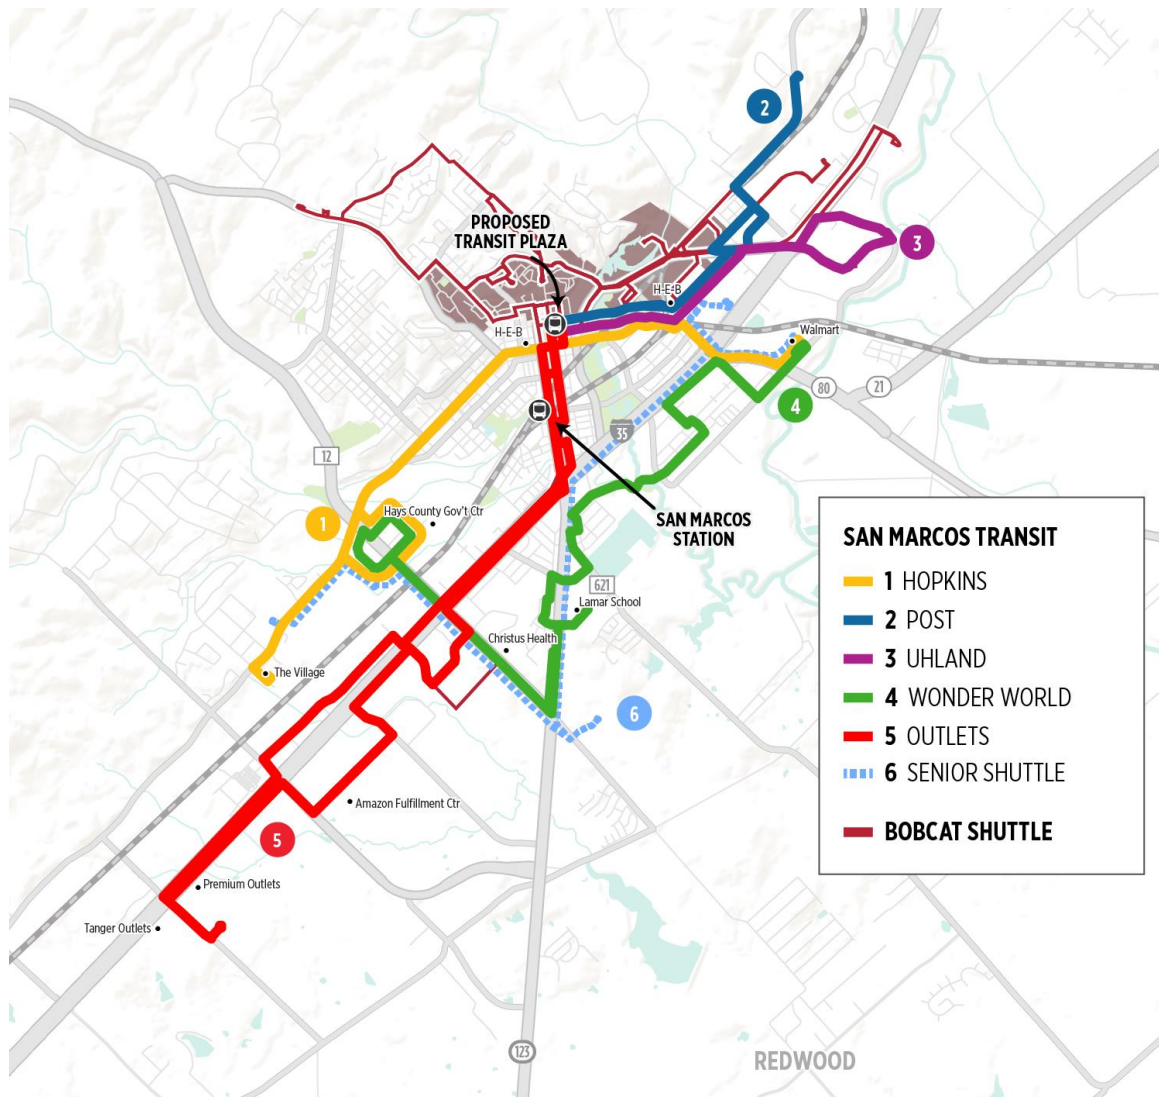 2
PROPOSED
TRANSIT PLAZA
3
H-E-B
H-E-B
Walmart
80
21
4
35
12
1
Hays County Gov't Ctr
SAN MARCOS
STATION
621
Lamar School
Christus Health
The Village
6
Amazon Fulfillment Ctr
5
Premium Outlets
Tanger Outlets
123
REDWOOD
SAN MARCOS TRANSIT
1 HOPKINS
2 POST
3 UHLAND
4 WONDER WORLD
5 OUTLETS
6 SENIOR SHUTTLE
BOBCAT SHUTTLE